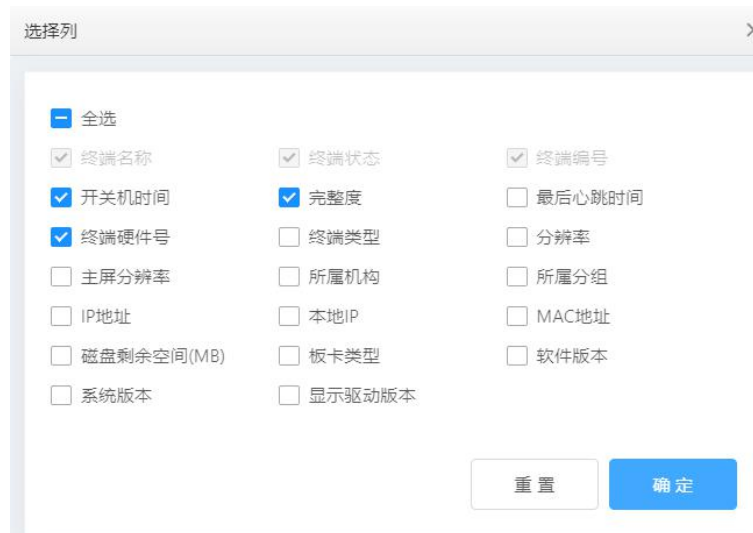 选择列
全选
终端名称 终端状态 终端编号
开关机时间 完整度 最后心跳时间
终端硬件号 终端类型 分辨率
主屏分辨率 所属机构 所属分组
IP地址 本地IP MAC地址
磁盘剩余空间(MB) 板卡类型 软件版本
系统版本 显示驱动版本
重置 确定